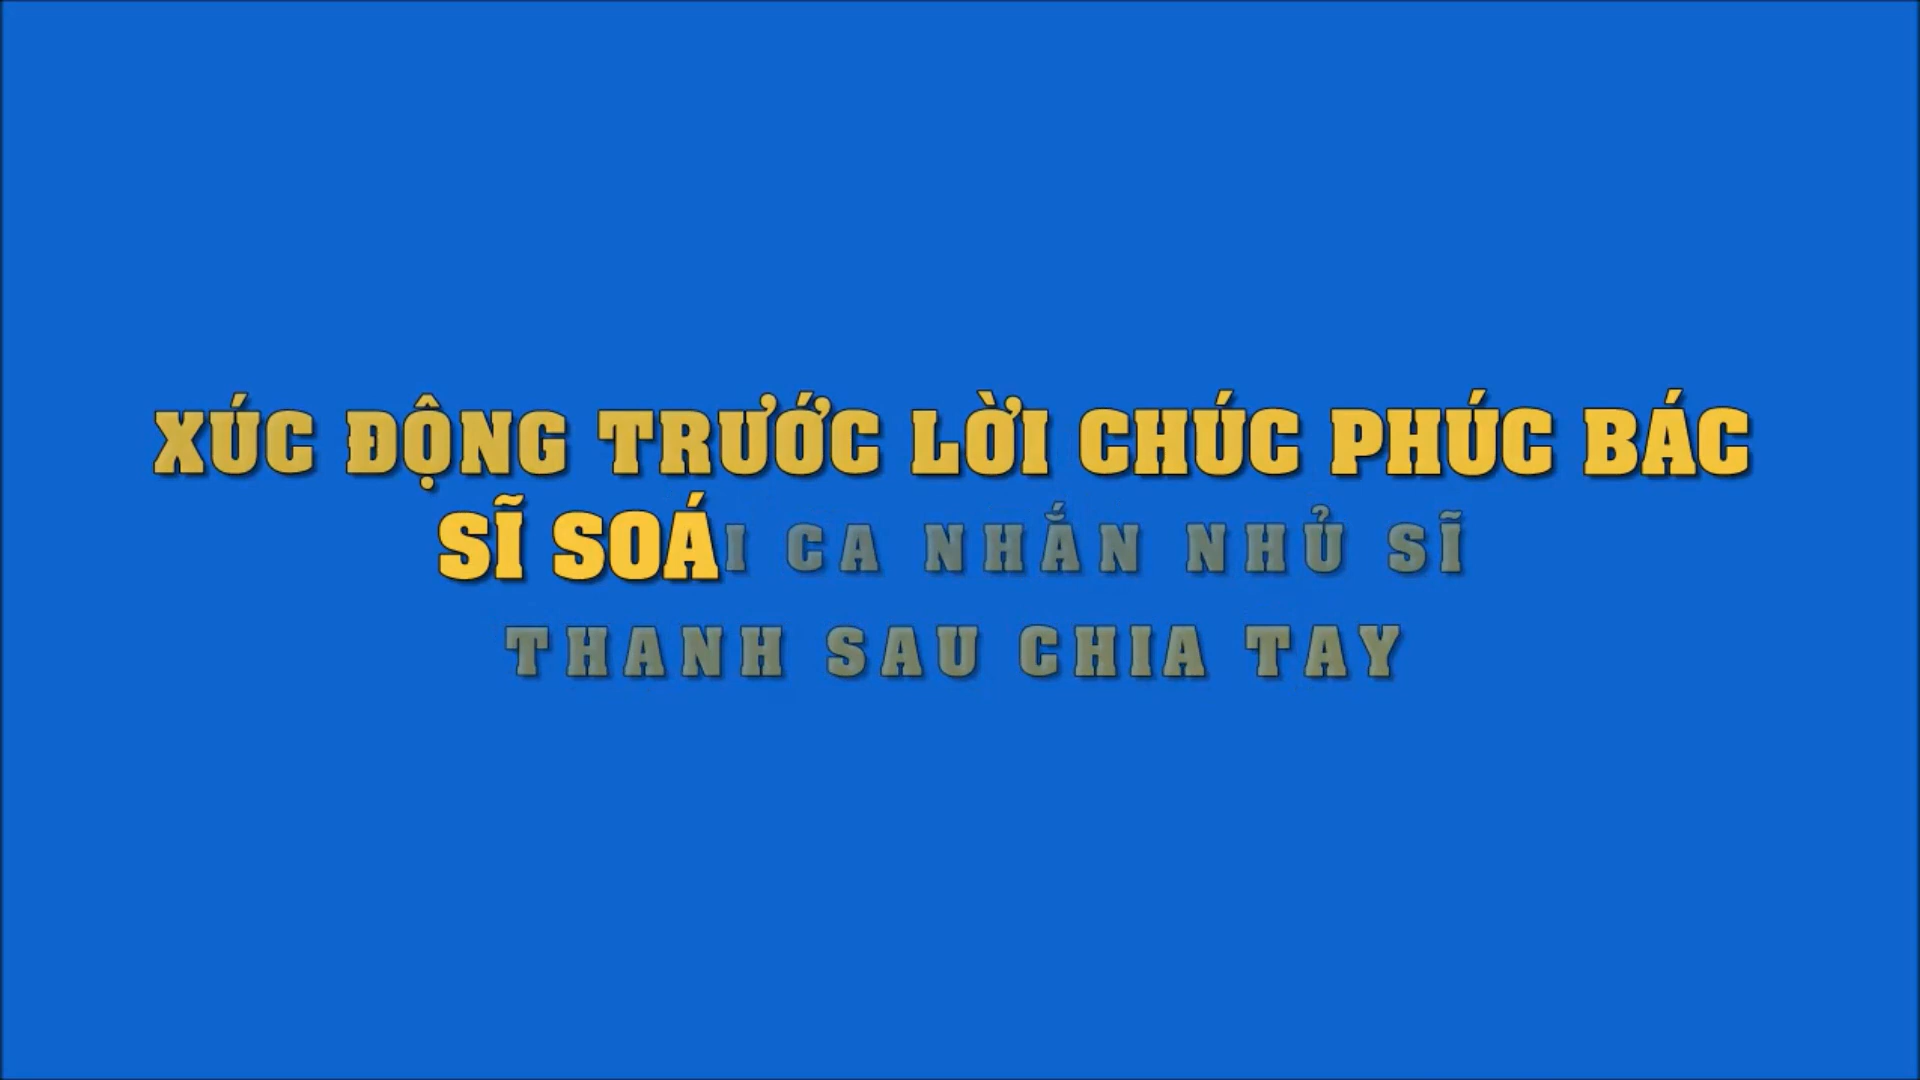 XÚC ĐỘNG TRƯỚC LỜI CHÚC PHÚC BÁC
SĨ SOÁI CA NHẮN NHỦ SĨ
THANH SAU CHIA TAY